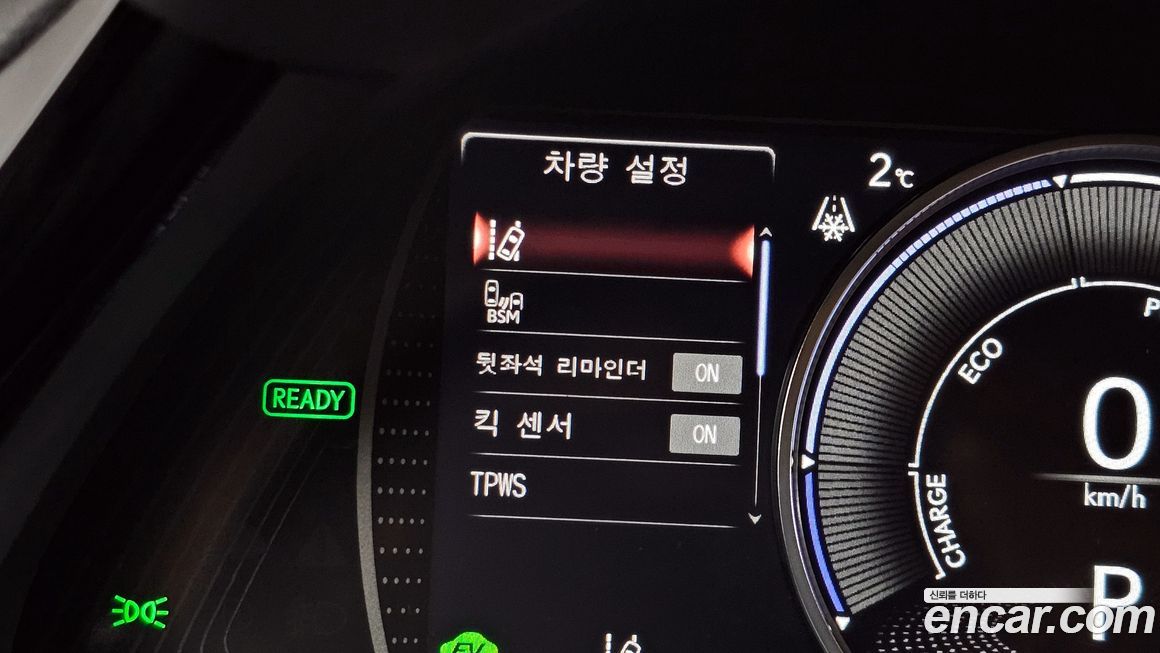 차량 설정
2℃
BSM
뒷좌석 리마인더 ON
READY
킥 센서 ON
TPWS
ECO
P
0
km/h
CHARGE
P
EV
신뢰를 더하다
encar.com